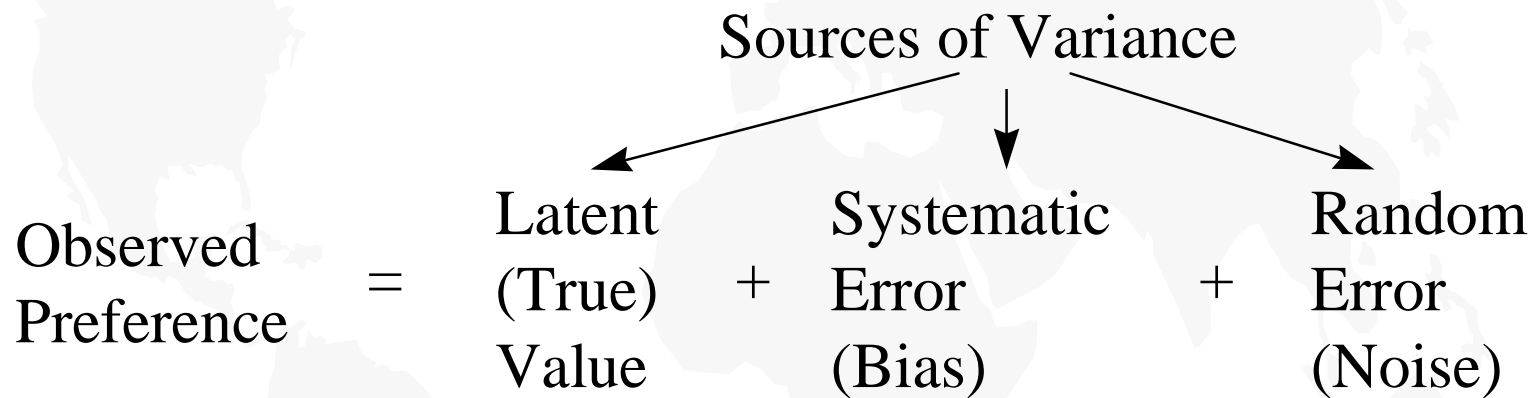 Sources of Variance
Observed
Preference
=
Latent
(True)
Value
+
Systematic
Error
(Bias)
+
Random
Error
(Noise)